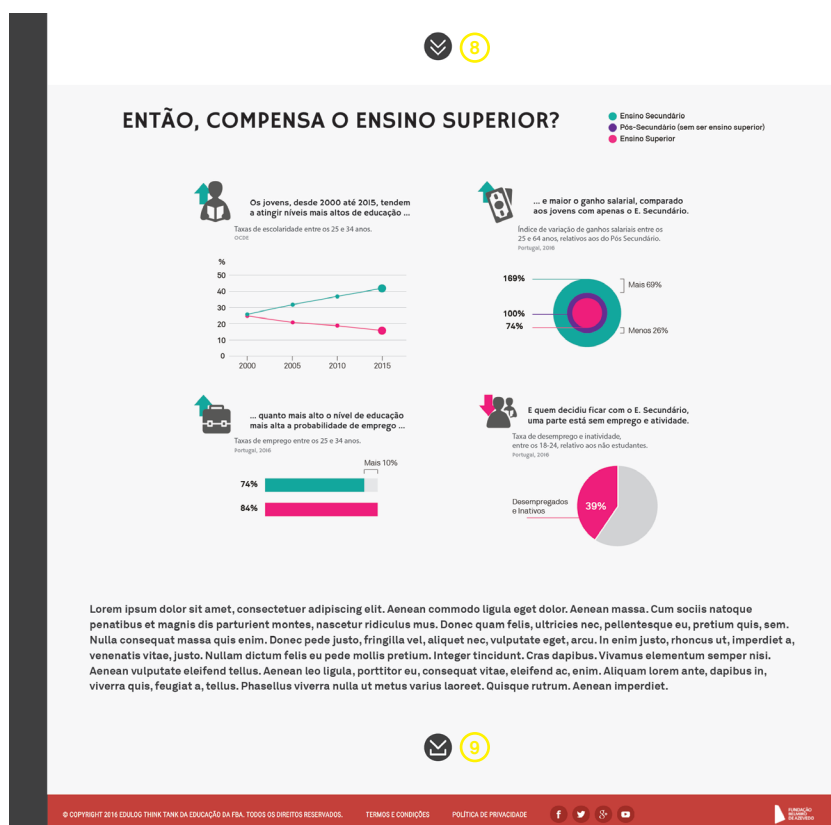 8
ENTÃO, COMPENSA O ENSINO SUPERIOR?
Ensino Secundário
Pós-Secundário (sem ser ensino superior)
Ensino Superior
Os jovens, desde 2000 até 2015, tendem
a atingir níveis mais altos de educação ...
Taxas de escolaridade entre os 25 e 34 anos.
OCDE
%
50
40
30
20
10
0
2000 2005 2010 2015
... e maior o ganho salarial, comparado
aos jovens com apenas o E. Secundário.
Índice de variação de ganhos salariais entre os
25 e 64 anos, relativos aos do Pós Secundário.
Portugal, 2016
169%
Mais 69%
100%
74%
Menos 26%
... quanto mais alto o nível de educação
mais alta a probabilidade de emprego ...
Taxas de emprego entre os 25 e 34 anos.
Portugal, 2016
Mais 10%
74%
84%
E quem decidiu ficar com o E. Secundário,
uma parte está sem emprego e atividade.
Taxa de desemprego e inatividade,
entre os 18-24, relativo aos não estudantes.
Portugal, 2016
Desempregados
e Inativos
39%
Lorem ipsum dolor sit amet, consectetuer adipiscing elit. Aenean commodo ligula eget dolor. Aenean massa. Cum sociis natoque
penatibus et magnis dis parturient montes, nascetur ridiculus mus. Donec quam felis, ultricies nec, pellentesque eu, pretium quis, sem.
Nulla consequat massa quis enim. Donec pede justo, fringilla vel, aliquet nec, vulputate eget, arcu. In enim justo, rhoncus ut, imperdiet a,
venenatis vitae, justo. Nullam dictum felis eu pede mollis pretium. Integer tincidunt. Cras dapibus. Vivamus elementum semper nisi.
Aenean vulputate eleifend tellus. Aenean leo ligula, porttitor eu, consequat vitae, eleifend ac, enim. Aliquam lorem ante, dapibus in,
viverra quis, feugiat a, tellus. Phasellus viverra nulla ut metus varius laoreet. Quisque rutrum. Aenean imperdiet.
9
© COPYRIGHT 2016 EDULOG THINK TANK DA EDUCAÇÃO DA FBA. TODOS OS DIREITOS RESERVADOS. TERMOS E CONDIÇÕES POLÍTICA DE PRIVACIDADE
FUNDAÇÃO
BELMIRO
DE AZEVEDO